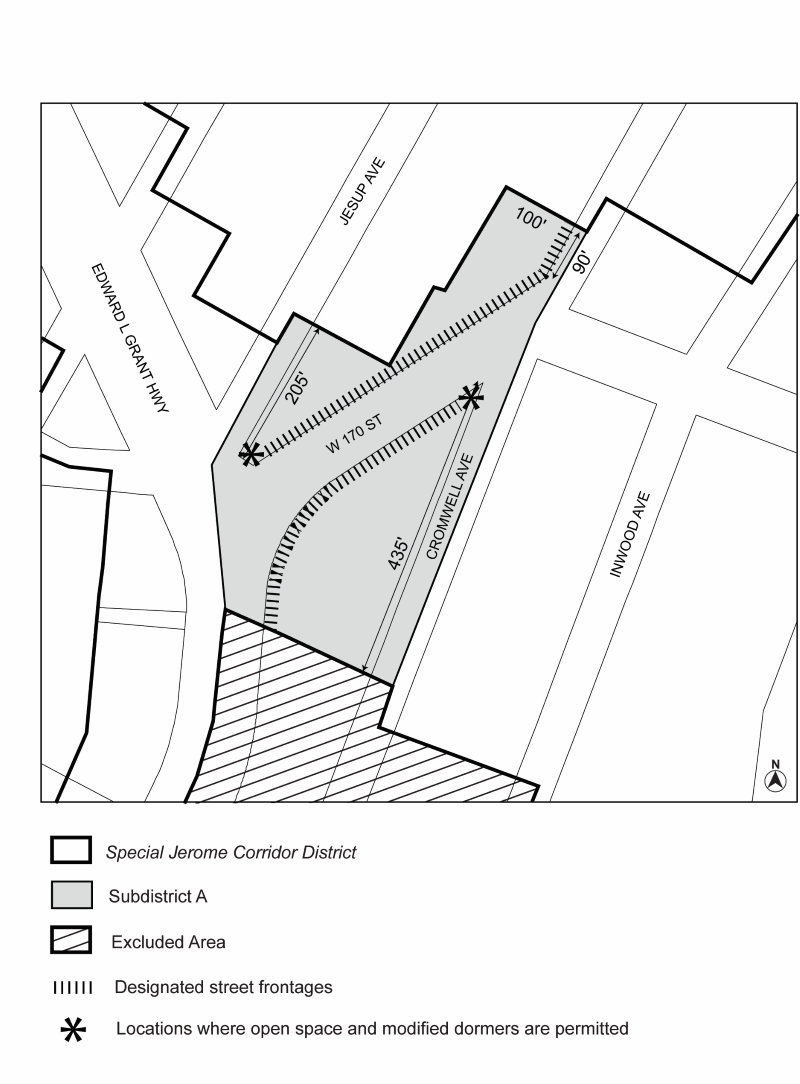 JESUP AVE
100'
90'
EDWARD L GRANT HWY
205'
W 170 ST
CROMWELL AVE
435'
INWOOD AVE
N
Special Jerome Corridor District
Subdistrict A
Excluded Area
Designated street frontages
Locations where open space and modified dormers are permitted